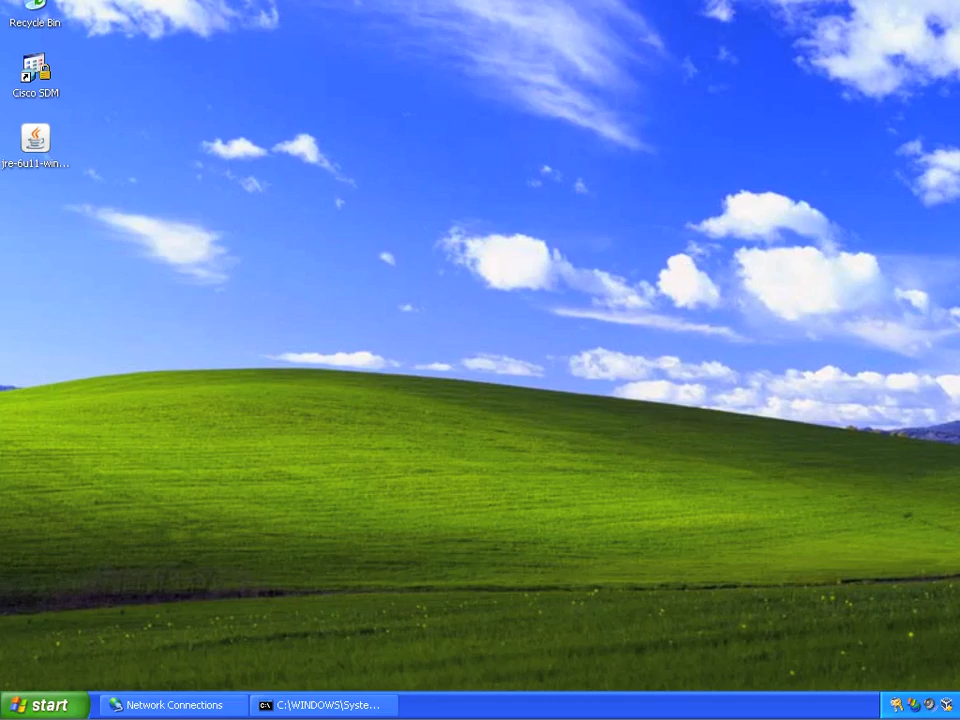 Recycle Bin
Cisco SDM
jre-6u11-win...
start
Network Connections
C:\WINDOWS\Syste...